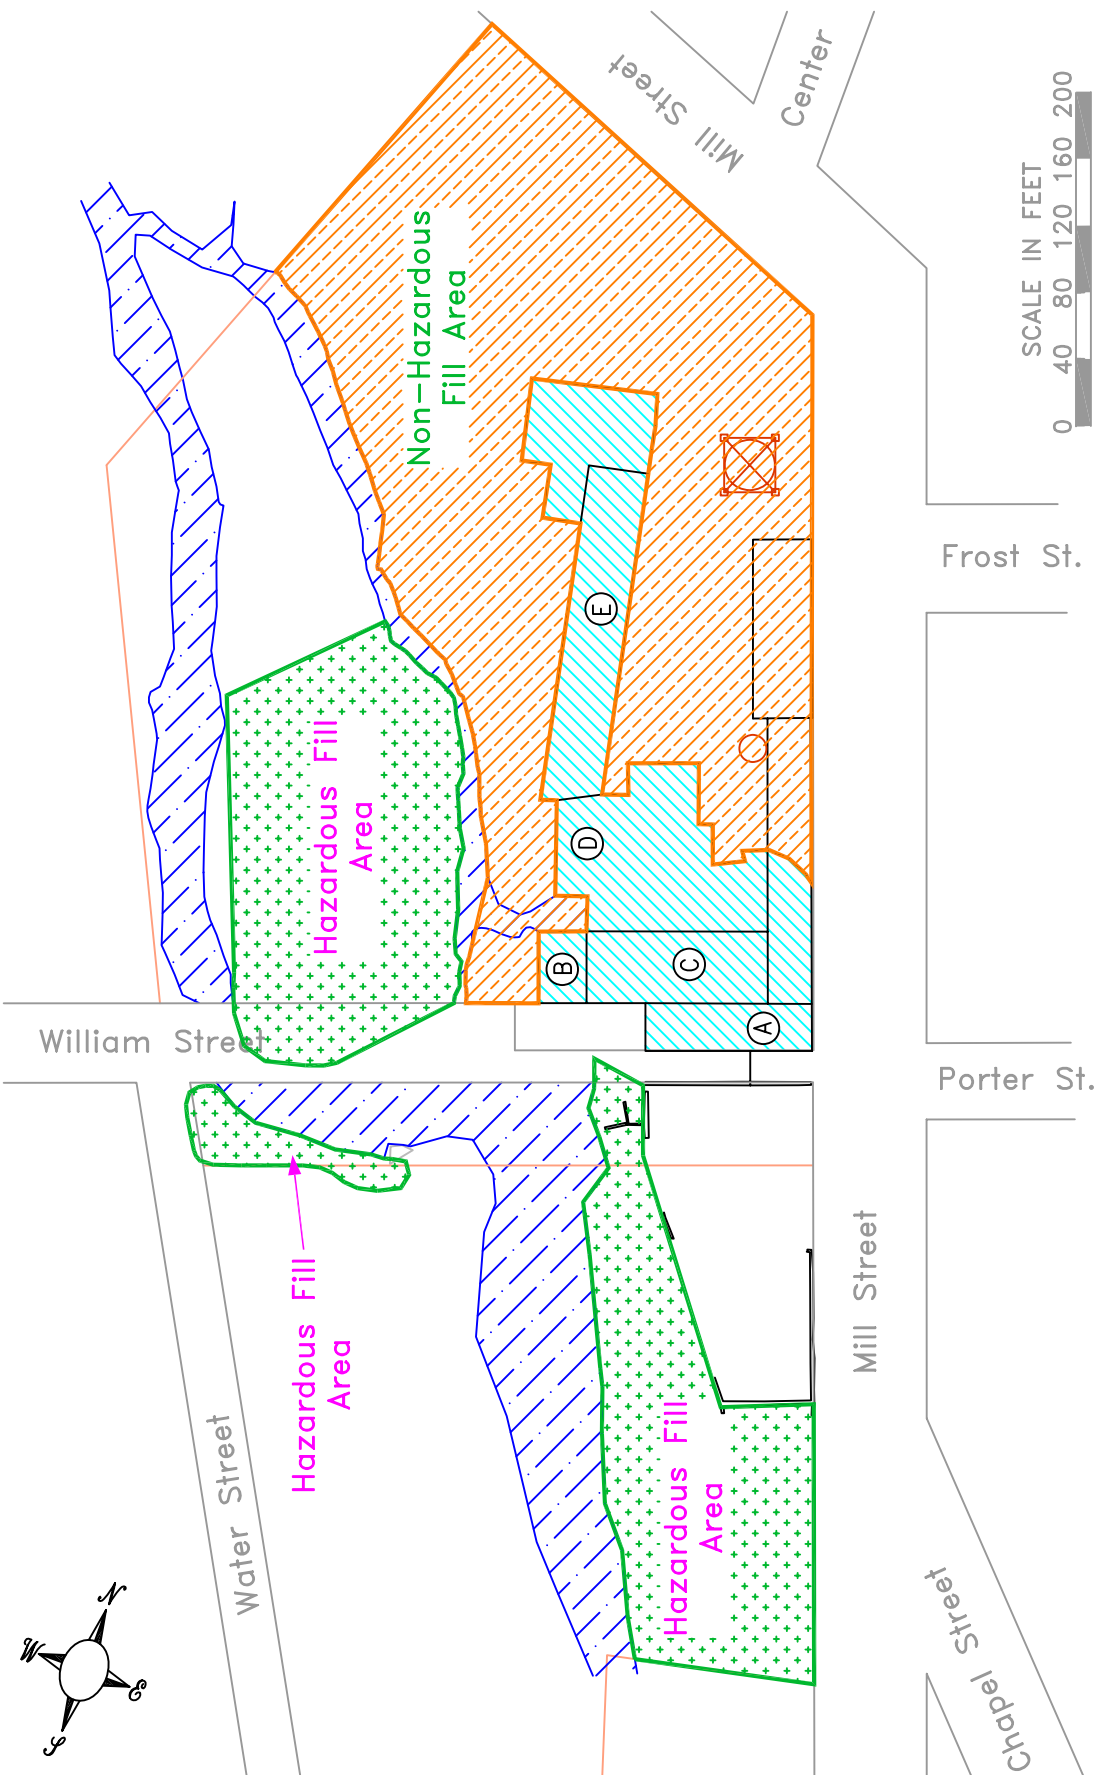 Mill Street
Center
SCALE IN FEET
0 40 80 120 160 200
Non-Hazardous
Fill Area
Frost St.
E
Hazardous Fill
Area
D
B
C
A
William Street
Porter St.
Hazardous Fill
Area
Mill Street
Water Street
Hazardous Fill
Area
Chapel Street
N
W
E
S